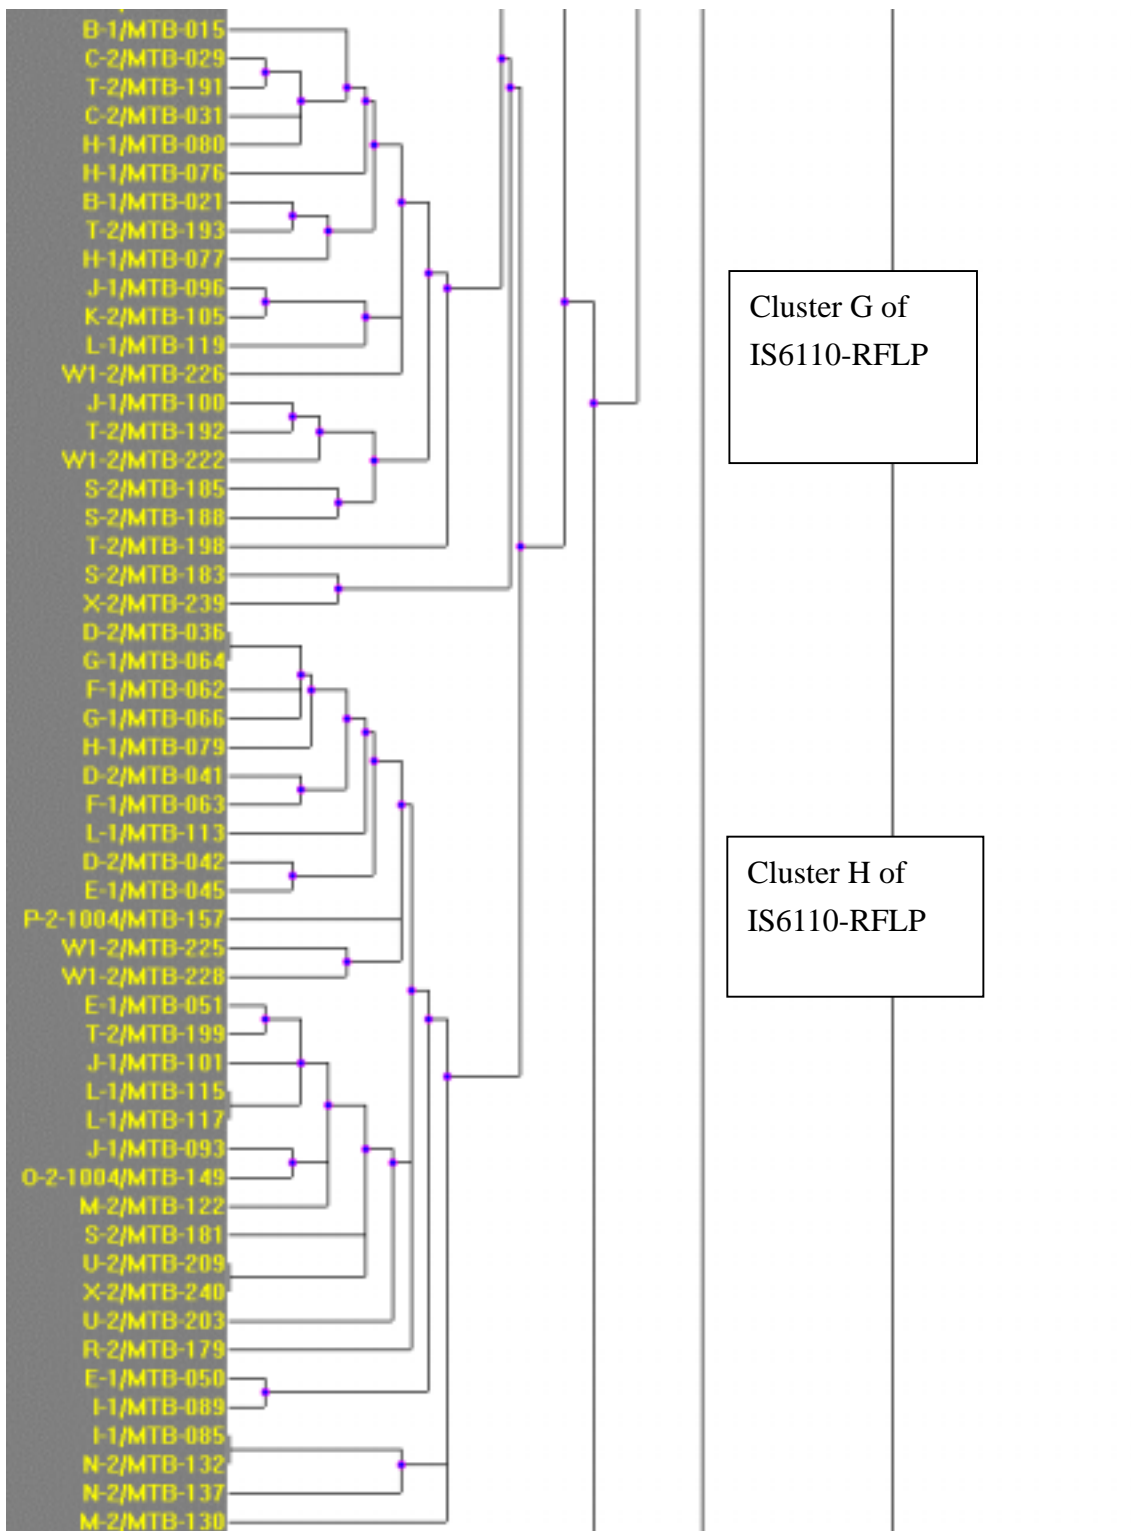 B-1/MTB-015
C-2/MTB-029
T-2/MTB-191
C-2/MTB-031
H-1/MTB-080
H-1/MTB-076
B-1/MTB-021
T-2/MTB-193
H-1/MTB-077
J-1/MTB-096
K-2/MTB-105
L-1/MTB-119
W1-2/MTB-226
J-1/MTB-100
T-2/MTB-192
W1-2/MTB-222
S-2/MTB-185
S-2/MTB-188
T-2/MTB-198
S-2/MTB-183
X-2/MTB-239
D-2/MTB-036
G-1/MTB-064
F-1/MTB-062
G-1/MTB-066
H-1/MTB-079
D-2/MTB-041
F-1/MTB-063
L-1/MTB-113
D-2/MTB-042
E-1/MTB-045
P-2-1004/MTB-157
W1-2/MTB-225
W1-2/MTB-228
E-1/MTB-051
T-2/MTB-199
J-1/MTB-101
L-1/MTB-115
L-1/MTB-117
J-1/MTB-093
O-2-1004/MTB-149
M-2/MTB-122
S-2/MTB-181
U-2/MTB-209
X-2/MTB-240
U-2/MTB-203
R-2/MTB-179
E-1/MTB-050
I-1/MTB-089
I-1/MTB-085
N-2/MTB-132
N-2/MTB-137
M-2/MTB-130
Cluster G of
IS6110-RFLP
Cluster H of
IS6110-RFLP